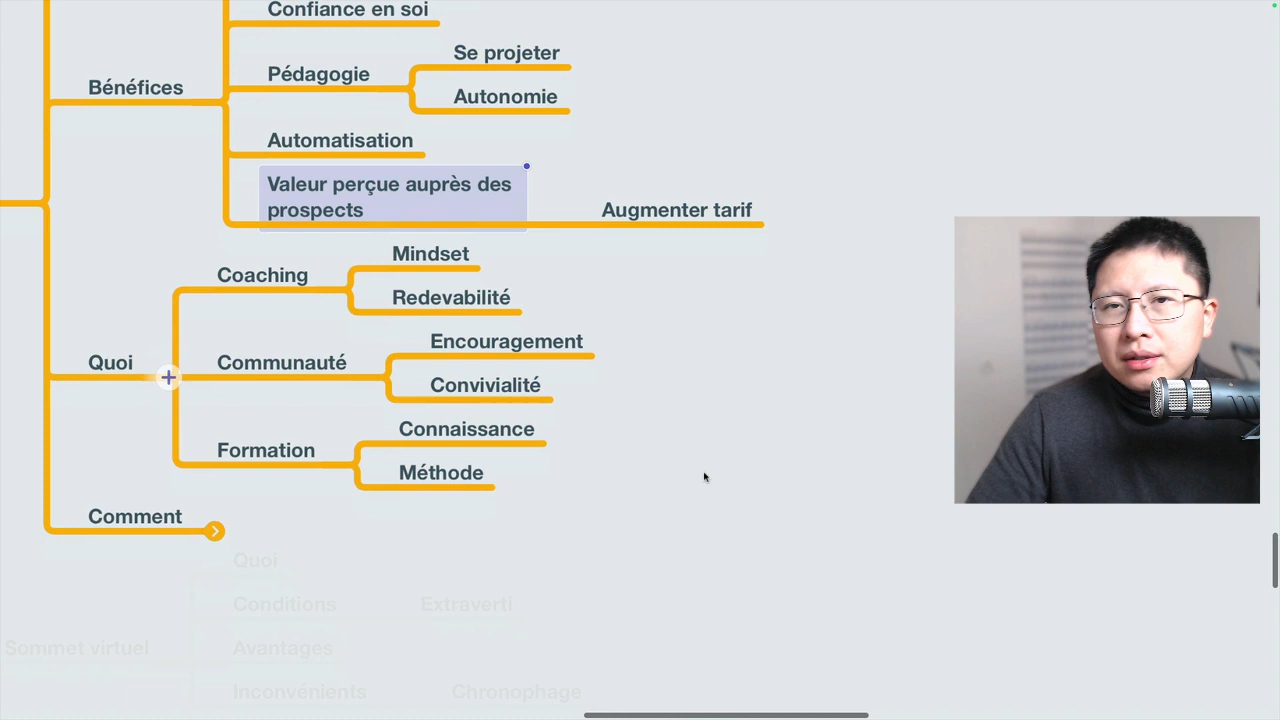 Confiance en soi
Bénéfices
Pédagogie
Se projeter
Autonomie
Automatisation
Valeur perçue auprès des
prospects
Augmenter tarif
Quoi
Coaching
Mindset
Redevabilité
Communauté
Encouragement
Convivialité
Formation
Connaissance
Méthode
Comment
Quoi
Conditions
Extraverti
Sommet virtuel
Avantages
Inconvénients
Chronophage